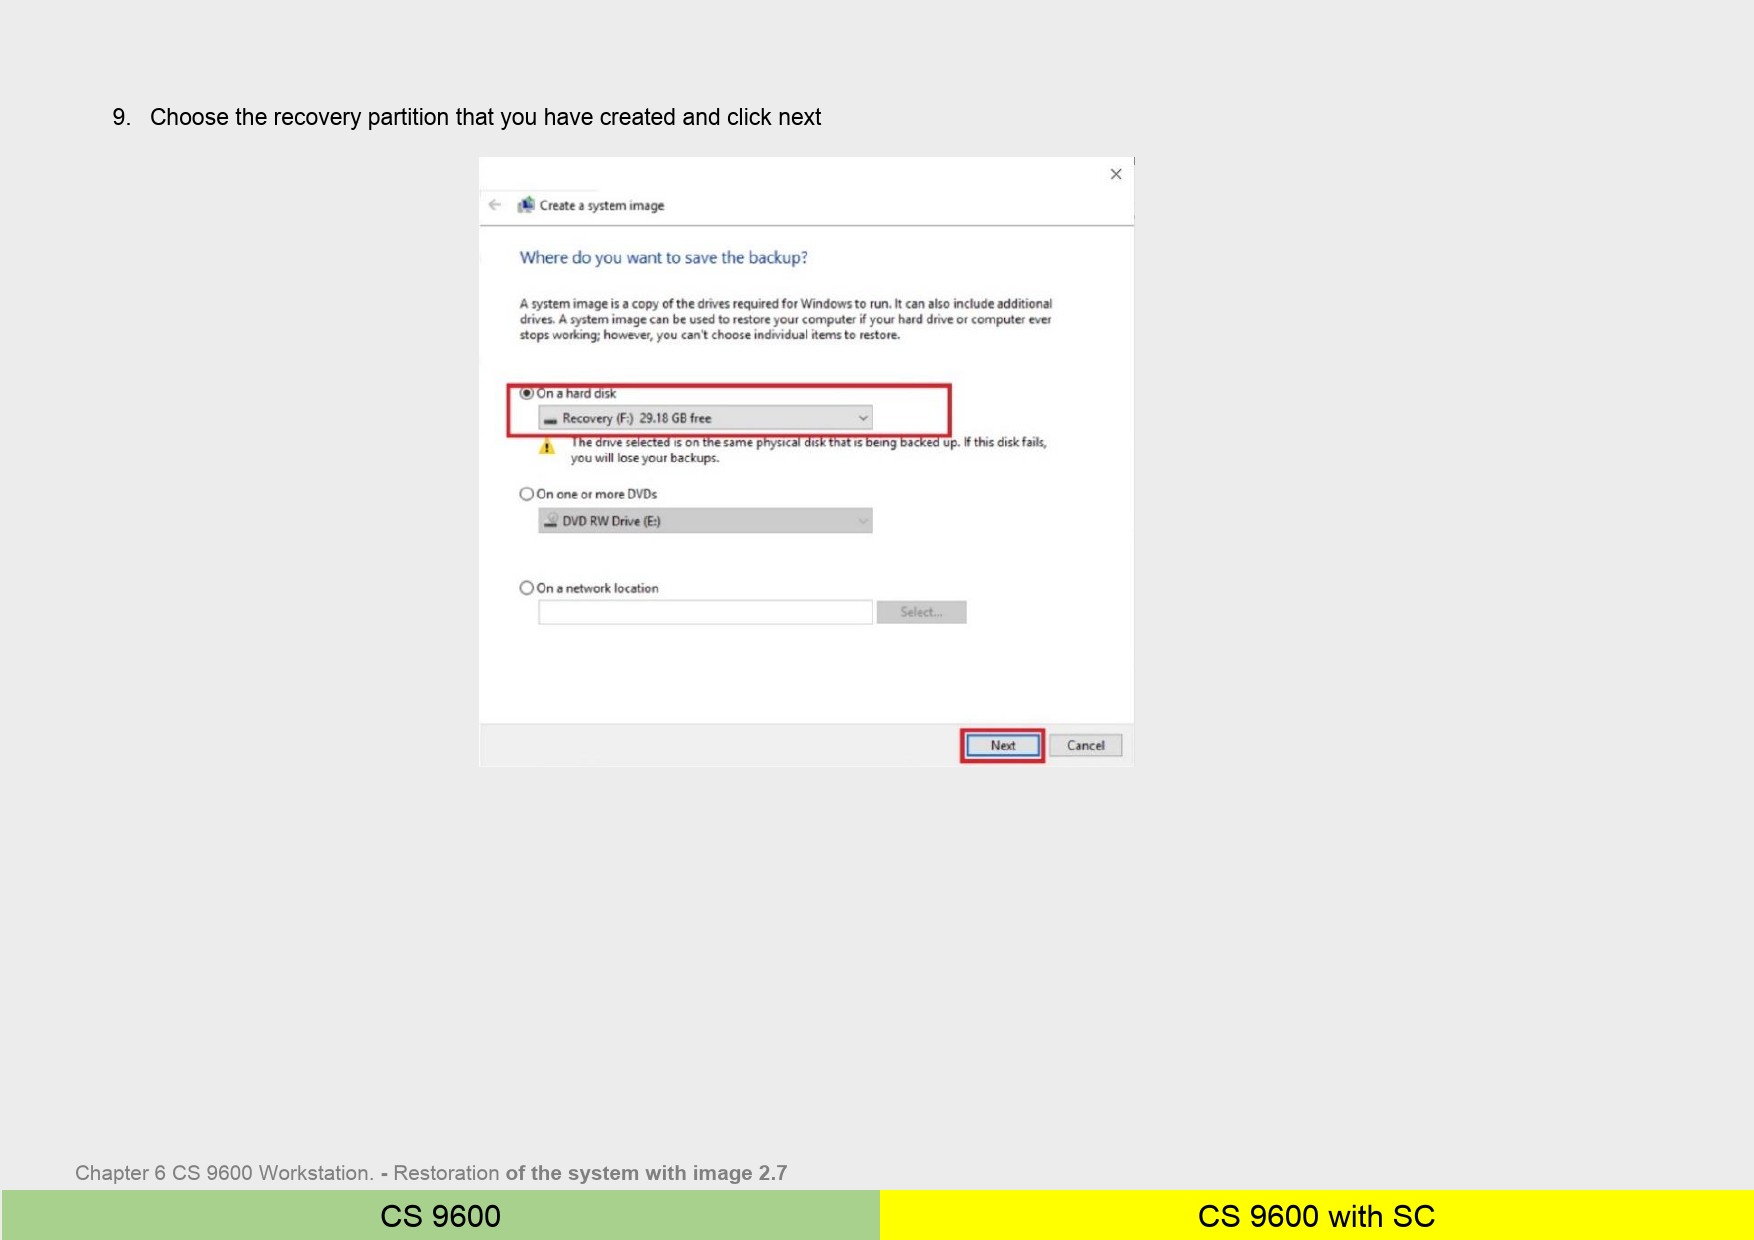 9. Choose the recovery partition that you have created and click next
Create a system image
Where do you want to save the backup?
A system image is a copy of the drives required for Windows to run. It can also include additional
drives. A system image can be used to restore your computer if your hard drive or computer ever
stops working; however, you can't choose individual items to restore.
On a hard disk
Recovery (F:) 29.18 GB free
The drive selected is on the same physical disk that is being backed up. If this disk fails,
you will lose your backups.
On one or more DVDs
DVD RW Drive (E:)
On a network location
Select...
Next Cancel
Chapter 6 CS 9600 Workstation. - Restoration of the system with image 2.7
CS 9600 CS 9600 with SC